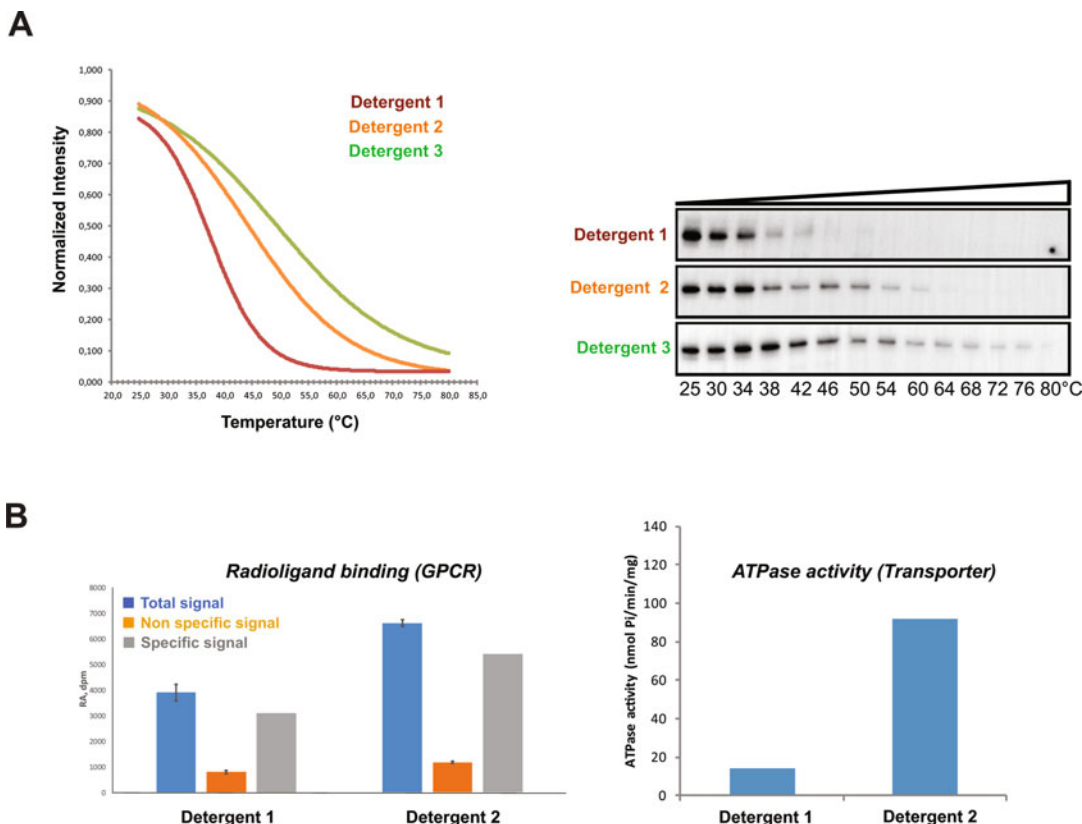 A
1,000
0,900
0,800
0,700
0,600
0,500
0,400
0,300
0,200
0,100
0,000
20,0 25,0 30,0 35,0 40,0 45,0 50,0 55,0 60,0 65,0 70,0 75,0 80,0 85,0
Normalized Intensity
Temperature (°C)
Detergent 1
Detergent 2
Detergent 3
Detergent 1
Detergent 2
Detergent 3
25 30 34 38 42 46 50 54 60 64 68 72 76 80°C
B
Radioligand binding (GPCR)
Total signal
Non specific signal
Specific signal
RA, dpm
8000
7000
6000
5000
4000
3000
2000
1000
0
Detergent 1 Detergent 2
ATPase activity (Transporter)
ATPase activity (nmol Pi/min/mg)
140
120
100
80
60
40
20
0
Detergent 1 Detergent 2